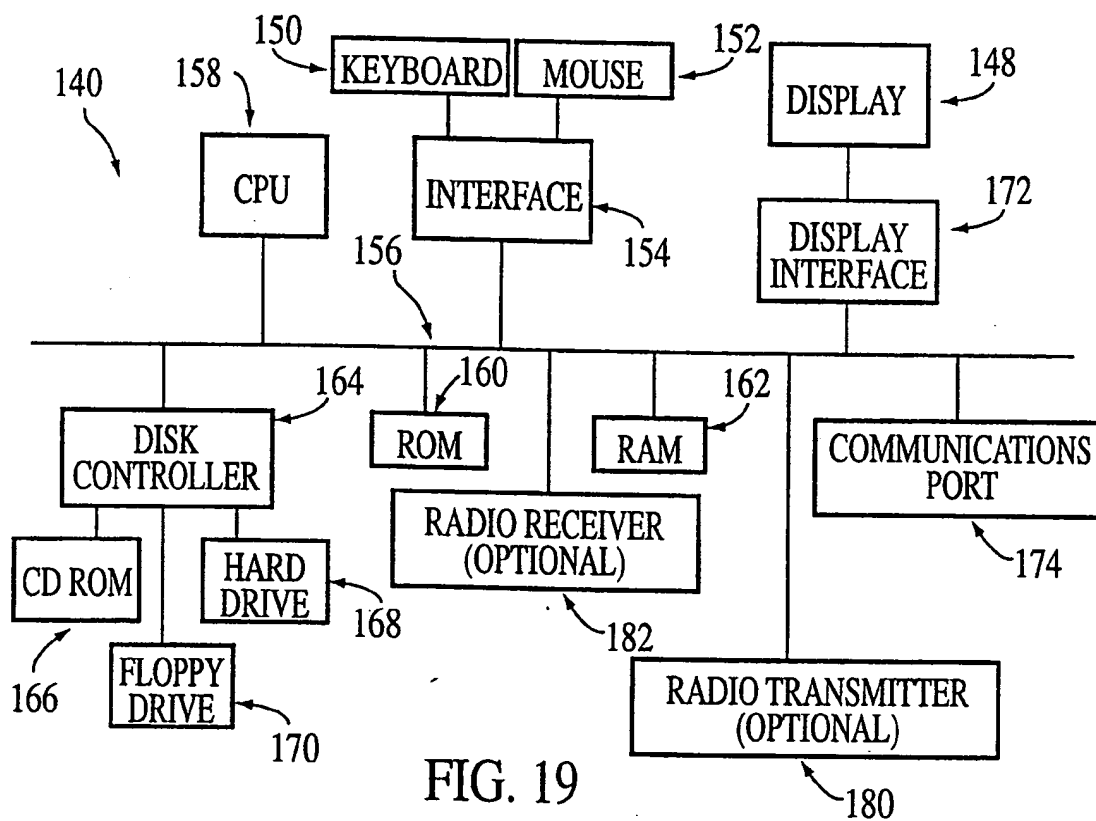 150
KEYBOARD
MOUSE
152
158
140
DISPLAY
148
CPU
INTERFACE
154
172
DISPLAY
INTERFACE
156
164
DISK
CONTROLLER
160
ROM
162
RAM
COMMUNICATIONS
PORT
174
CD ROM
166
HARD
DRIVE
168
RADIO RECEIVER
(OPTIONAL)
182
FLOPPY
DRIVE
170
RADIO TRANSMITTER
(OPTIONAL)
180
FIG. 19